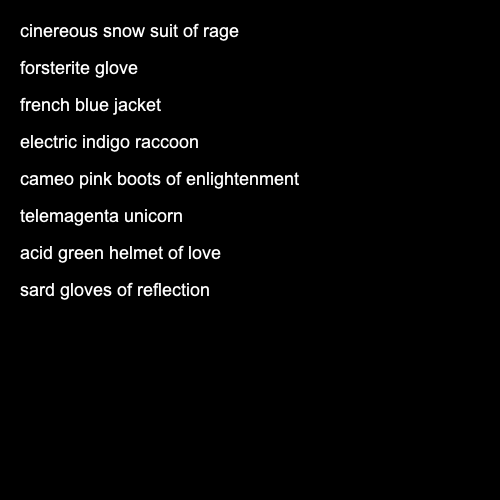 cinereous snow suit of rage
forsterite glove
french blue jacket
electric indigo raccoon
cameo pink boots of enlightenment
telemagenta unicorn
acid green helmet of love
sard gloves of reflection